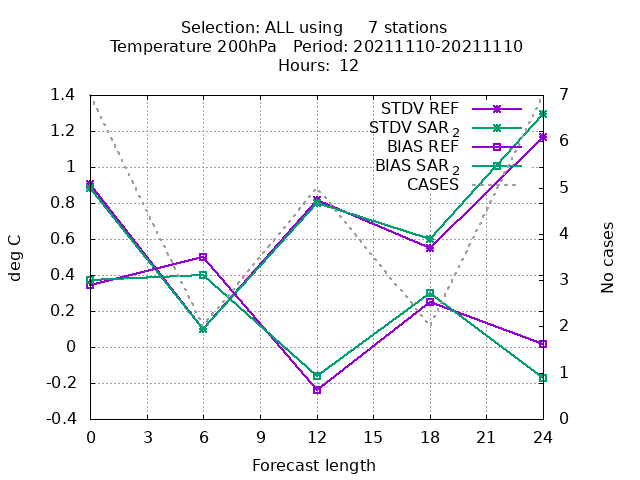 Selection: ALL using 7 stations
Temperature 200hPa Period: 20211110-20211110
Hours: 12
STDV REF
STDV SAR2
BIAS REF
BIAS SAR2
CASES
1.4
1.2
1
0.8
0.6
0.4
0.2
0
-0.2
-0.4
deg C
7
6
5
4
3
2
1
0
No cases
0 3 6 9 12 15 18 21 24
Forecast length